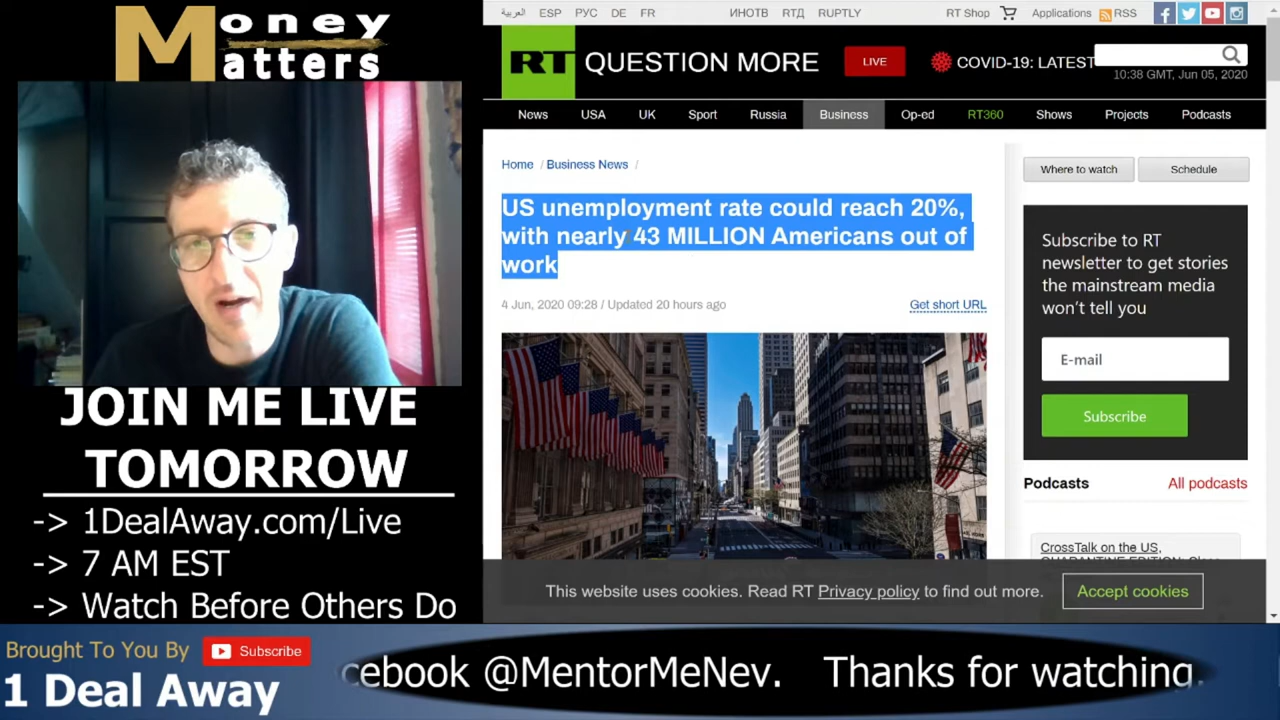 Money
Matters
JOIN ME LIVE
TOMORROW
-> 1DealAway.com/Live
-> 7 AM EST
-> Watch Before Others Do
العربية ESP РУС DE FR ИНОТВ RTД RUPTLY RT Shop Applications RSS
RT QUESTION MORE LIVE COVID-19: LATEST
10:38 GMT, Jun 05, 2020
News USA UK Sport Russia Business Op-ed RT360 Shows Projects Podcasts
Home / Business News /
US unemployment rate could reach 20%,
with nearly 43 MILLION Americans out of
work
4 Jun, 2020 09:28 / Updated 20 hours ago Get short URL
Where to watch Schedule
Subscribe to RT
newsletter to get stories
the mainstream media
won't tell you
E-mail
Subscribe
Podcasts All podcasts
CrossTalk on the US,
QUARANTINE EDITION:
This website uses cookies. Read RT Privacy policy to find out more. Accept cookies
Brought To You By Subscribe
1 Deal Away
cebook @MentorMeNev. Thanks for watching.